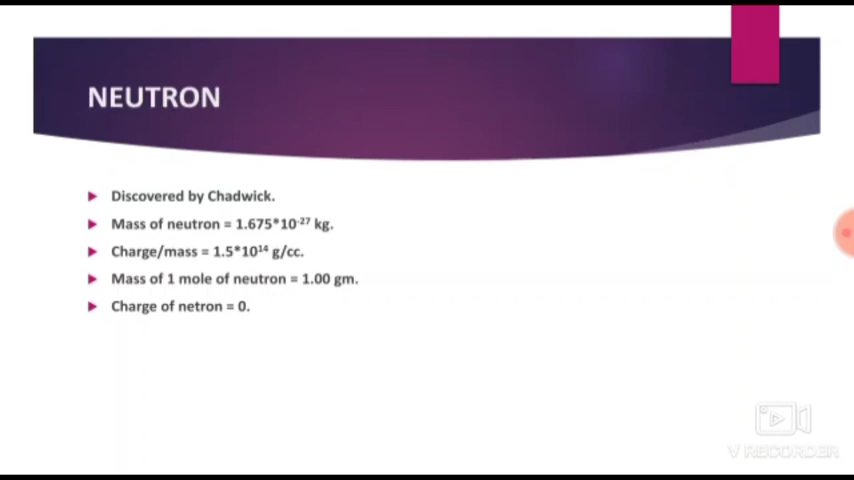 NEUTRON
Discovered by Chadwick.
Mass of neutron = 1.675*10⁻²⁷ kg.
Charge/mass = 1.5*10¹⁴ g/cc.
Mass of 1 mole of neutron = 1.00 gm.
Charge of netron = 0.
V RECORDER